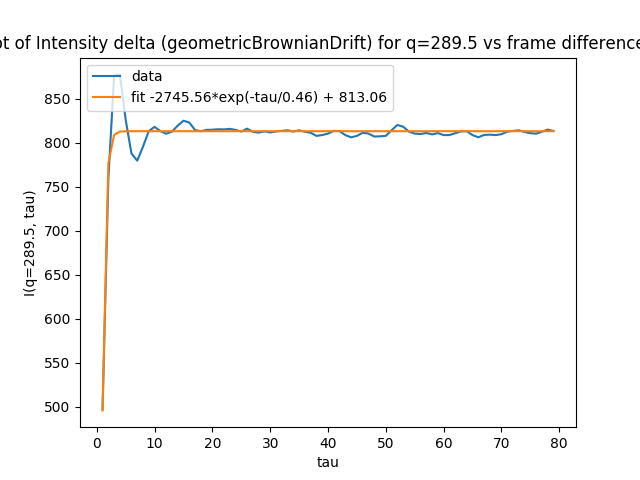 ot of Intensity delta (geometricBrownianDrift) for q=289.5 vs frame difference
data
fit -2745.56*exp(-tau/0.46) + 813.06
I(q=289.5, tau)
850
800
750
700
650
600
550
500
0 10 20 30 40 50 60 70 80
tau